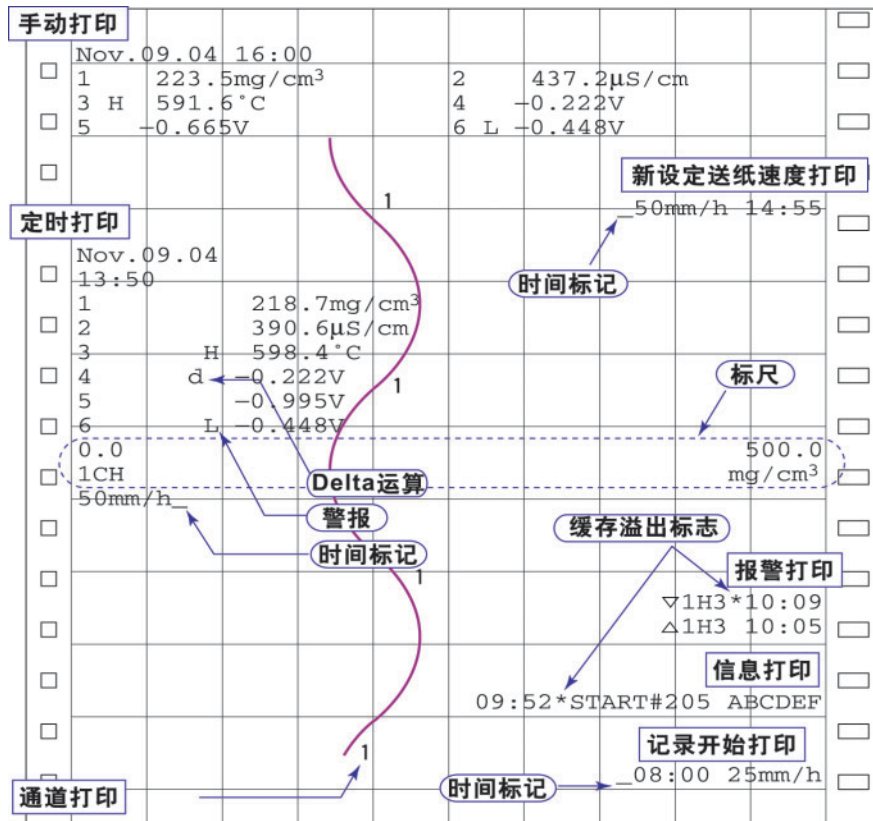 手动打印
Nov.09.04 16:00
1 223.5mg/cm³ 2 437.2μS/cm
3 H 591.6°C 4 −0.222V
5 −0.665V 6 L −0.448V
新设定送纸速度打印
1
_50mm/h 14:55
定时打印
时间标记
Nov.09.04
13:50
1 218.7mg/cm³
2 390.6μS/cm
3 H 598.4°C
4 d −0.222V
1
标尺
5 −0.995V
6 L −0.448V
0.0 500.0
1CH mg/cm³
Delta运算
50mm/h_
警报
缓存溢出标志
时间标记
1
报警打印
▽1H3*10:09
△1H3 10:05
信息打印
09:52*START#205 ABCDEF
记录开始打印
1
_08:00 25mm/h
时间标记
通道打印